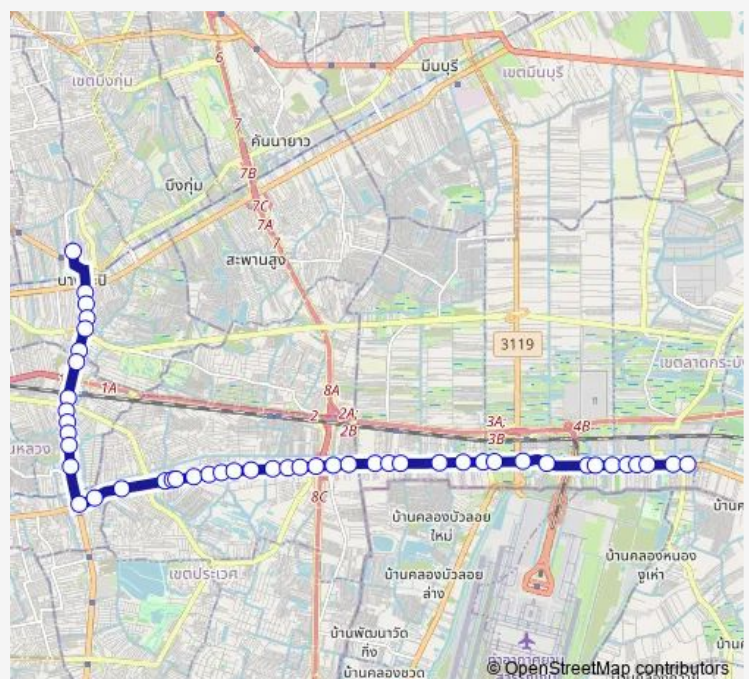 6
มีนบุรี
เขตมีนบุรี
เขตบึงกุ่ม
7
คันนายาว
7B
บึงกุ่ม
7C
7A
7
สะพานสูง
3119
เขตลาดกระบัง
1A
8A
2
2A;
2B
3A;
3B
4B
8C
บ้านคลองบัวลอย
ใหม่
บ้านคลองหนอง
งูเห่า
เขตประเวศ
บ้านคลองบัวลอย
ล่าง
บ้านพัฒนาวัด
กิ่ง
บ้านคลองชวด
© OpenStreetMap contributors